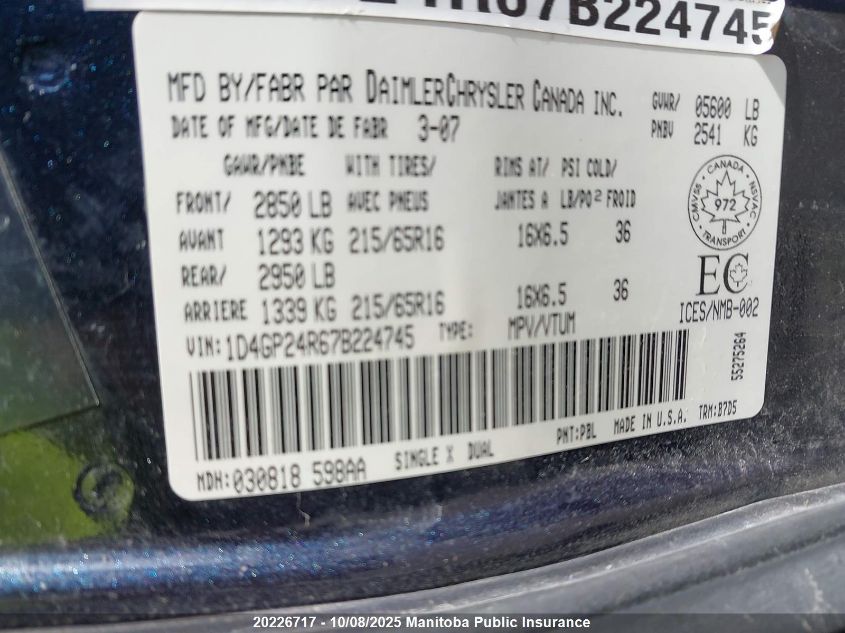 R67B224745
MFD BY/FABR PAR DAIMLERCHRYSLER CANADA INC. GVWR/ 05600 LB
DATE OF MFG/DATE DE FABR 3-07 PNBV 2541 KG
GAWR/PNBE WITH TIRES/ RIMS AT/ PSI COLD/
FRONT/ 2850 LB AVEC PNEUS JANTES A LB/PO² FROID
AVANT 1293 KG 215/65R16 16X6.5 36
REAR/ 2950 LB
ARRIERE 1339 KG 215/65R16 16X6.5 36
CANADA
CMVSS 972 NSVAC
TRANSPORT
EC
ICES/NMB-002
VIN:1D4GP24R67B224745 TYPE: MPV/VTUM
55275264
MDH:030818 598AA SINGLE X DUAL PNT:PBL MADE IN U.S.A. TRM:B7D5
20226717 - 10/08/2025 - Manitoba Public Insurance